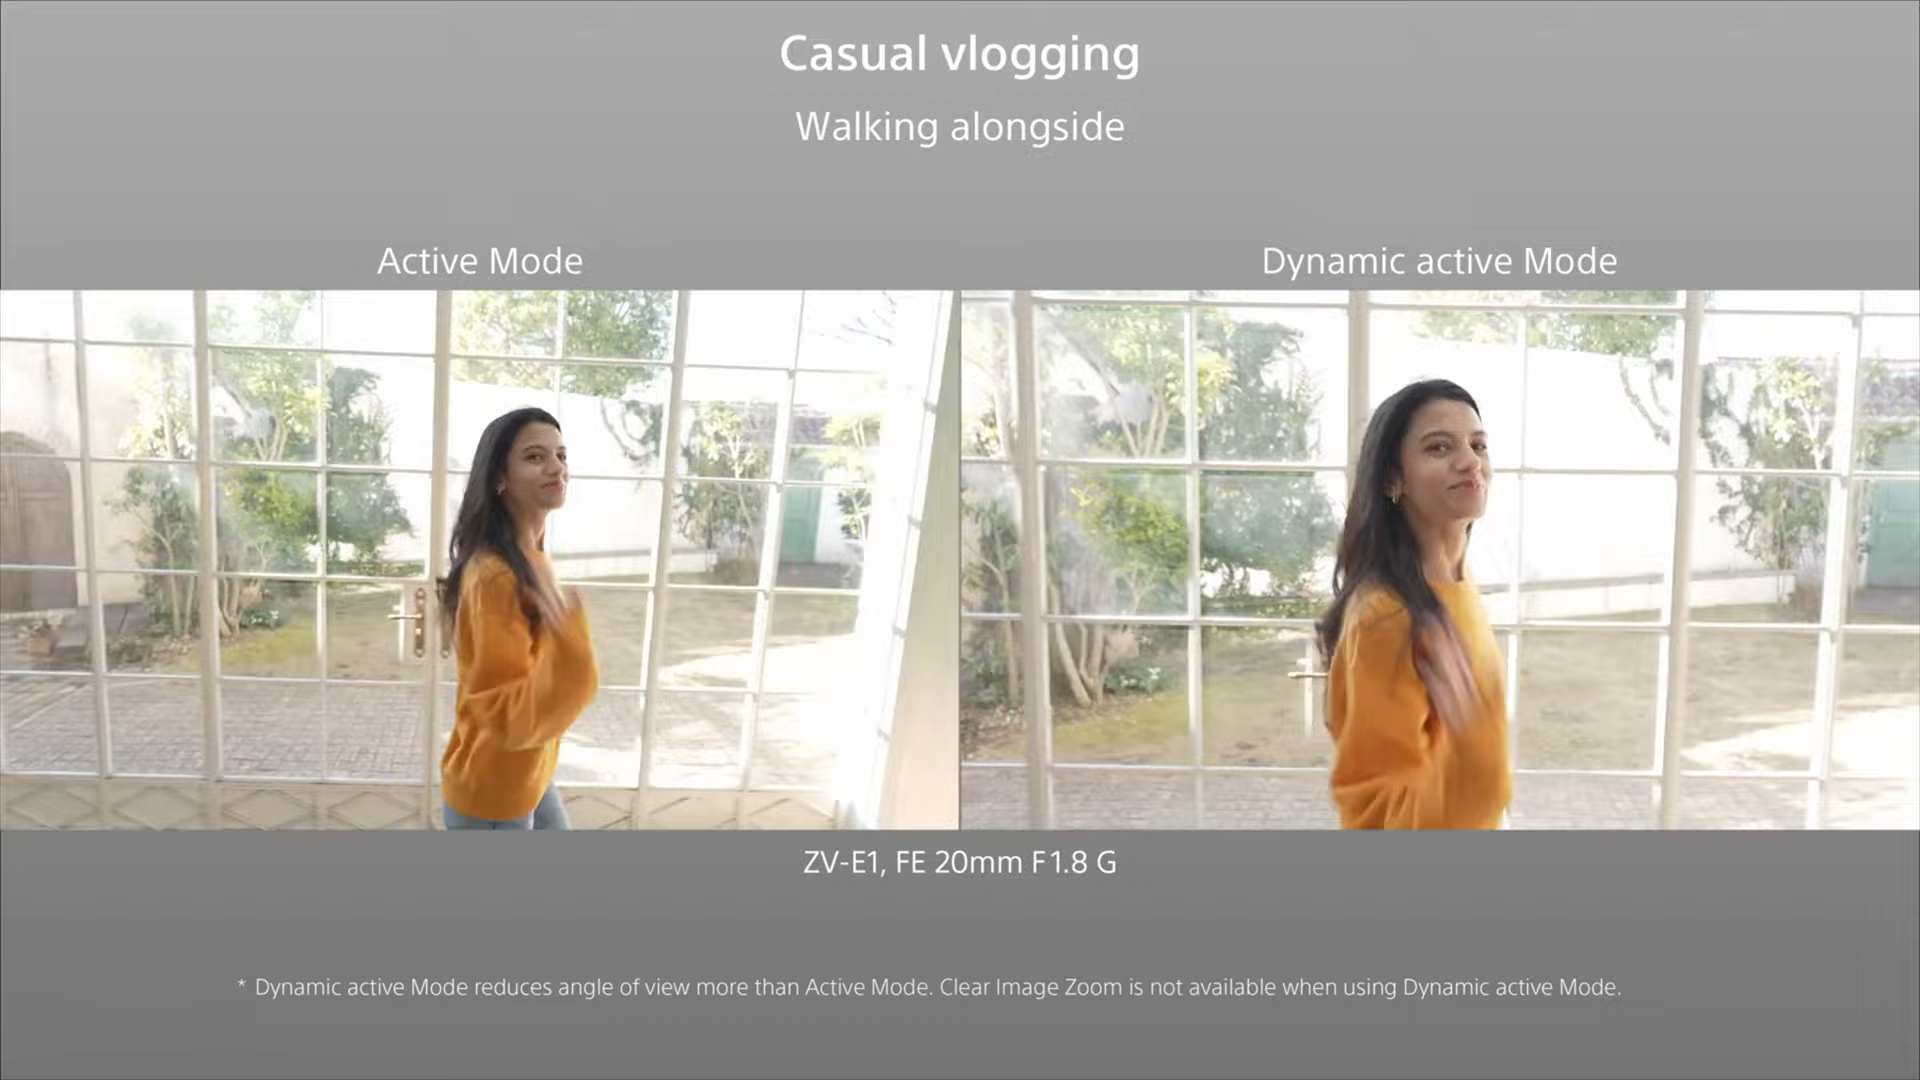 Casual vlogging
Walking alongside
Active Mode
Dynamic active Mode
ZV-E1, FE 20mm F1.8 G
* Dynamic active Mode reduces angle of view more than Active Mode. Clear Image Zoom is not available when using Dynamic active Mode.